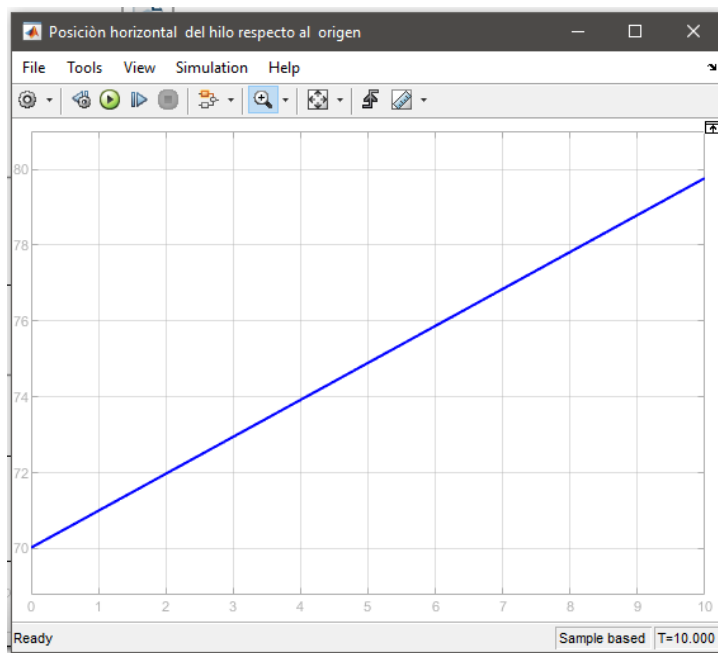 Posiciòn horizontal del hilo respecto al origen
File Tools View Simulation Help
80
78
76
74
72
70
0 1 2 3 4 5 6 7 8 9 10
Ready Sample based T=10.000